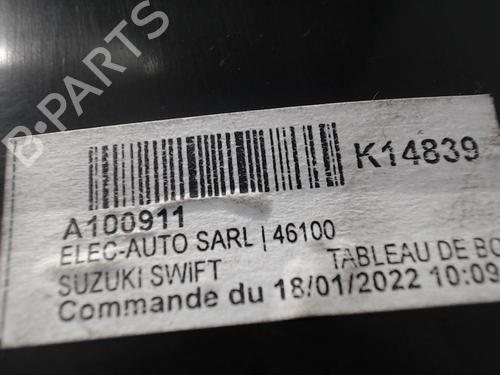 B-PARTS
K14839
A100911
ELEC-AUTO SARL | 46100
SUZUKI SWiFT TABLEAU DE BO
Commande du 18/01/2022 10:09